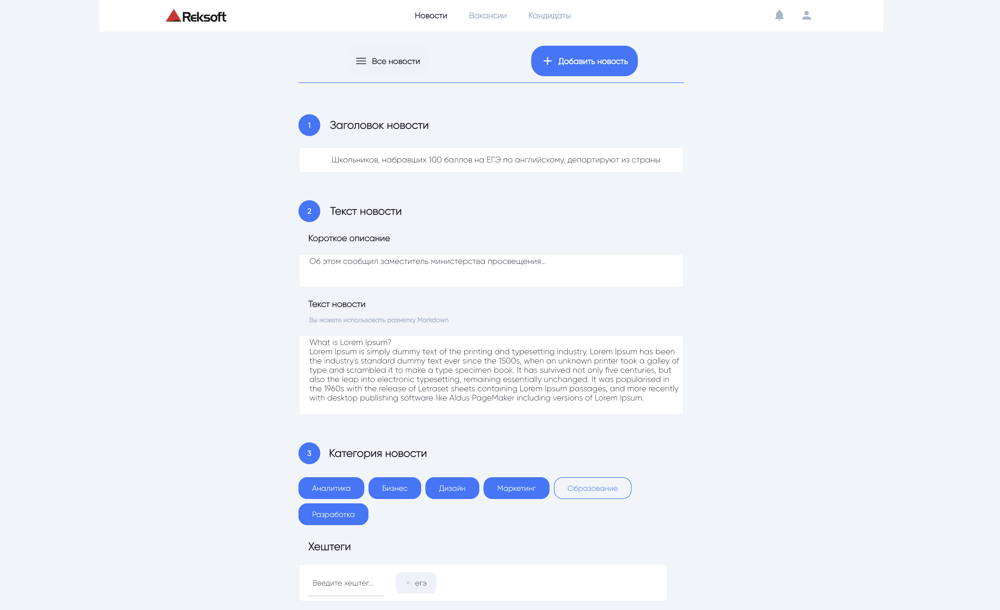 Reksoft
Новости Вакансии Кандидаты
Все новости
Добавить новость
1 Заголовок новости
Школьников, набравших 100 баллов на ЕГЭ по английскому, депортируют из страны
2 Текст новости
Короткое описание
Об этом сообщил заместитель министерства просвещения...
Текст новости
Вы можете использовать разметку Markdown
What is Lorem Ipsum?
Lorem Ipsum is simply dummy text of the printing and typesetting industry. Lorem Ipsum has been
the industry's standard dummy text ever since the 1500s, when an unknown printer took a galley of
type and scrambled it to make a type specimen book. It has survived not only five centuries, but
also the leap into electronic typesetting, remaining essentially unchanged. It was popularised in
the 1960s with the release of Letraset sheets containing Lorem Ipsum passages, and more recently
with desktop publishing software like Aldus PageMaker including versions of Lorem Ipsum.
3 Категория новости
Аналитика Бизнес Дизайн Маркетинг Образование
Разработка
Хештеги
Введите хештег... × егэ